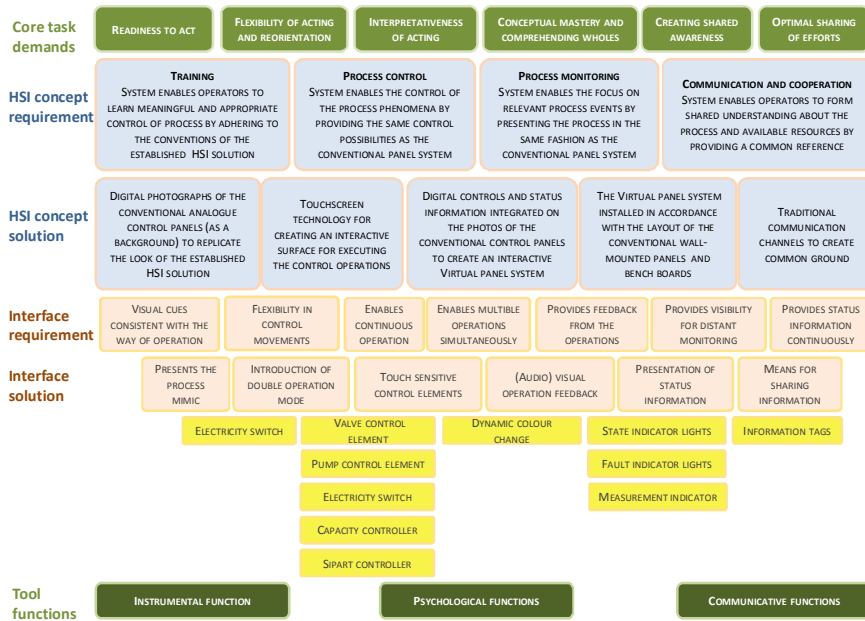 Core task
demands
READINESS TO ACT
FLEXIBILITY OF ACTING
AND REORIENTATION
INTERPRETATIVENESS
OF ACTING
CONCEPTUAL MASTERY AND
COMPREHENDING WHOLES
CREATING SHARED
AWARENESS
OPTIMAL SHARING
OF EFFORTS
HSI concept
requirement
TRAINING
SYSTEM ENABLES OPERATORS TO
LEARN MEANINGFUL AND APPROPRIATE
CONTROL OF PROCESS BY ADHERING TO
THE CONVENTIONS OF THE
ESTABLISHED HSI SOLUTION
PROCESS CONTROL
SYSTEM ENABLES THE CONTROL OF
THE PROCESS PHENOMENA BY
PROVIDING THE SAME CONTROL
POSSIBILITIES AS THE
CONVENTIONAL PANEL SYSTEM
PROCESS MONITORING
SYSTEM ENABLES THE FOCUS ON
RELEVANT PROCESS EVENTS BY
PRESENTING THE PROCESS IN THE
SAME FASHION AS THE
CONVENTIONAL PANEL SYSTEM
COMMUNICATION AND COOPERATION
SYSTEM ENABLES OPERATORS TO FORM
SHARED UNDERSTANDING ABOUT THE
PROCESS AND AVAILABLE RESOURCES BY
PROVIDING A COMMON REFERENCE
HSI concept
solution
DIGITAL PHOTOGRAPHS OF THE
CONVENTIONAL ANALOGUE
CONTROL PANELS (AS A
BACKGROUND) TO REPLICATE
THE LOOK OF THE ESTABLISHED
HSI SOLUTION
TOUCHSCREEN
TECHNOLOGY FOR
CREATING AN INTERACTIVE
SURFACE FOR EXECUTING
THE CONTROL OPERATIONS
DIGITAL CONTROLS AND STATUS
INFORMATION INTEGRATED ON
THE PHOTOS OF THE
CONVENTIONAL CONTROL PANELS
TO CREATE AN INTERACTIVE
VIRTUAL PANEL SYSTEM
THE VIRTUAL PANEL SYSTEM
INSTALLED IN ACCORDANCE
WITH THE LAYOUT OF THE
CONVENTIONAL WALL-
MOUNTED PANELS AND
BENCH BOARDS
TRADITIONAL
COMMUNICATION
CHANNELS TO CREATE
COMMON GROUND
Interface
requirement
VISUAL CUES
CONSISTENT WITH THE
WAY OF OPERATION
FLEXIBILITY IN
CONTROL
MOVEMENTS
ENABLES
CONTINUOUS
OPERATION
ENABLES MULTIPLE
OPERATIONS
SIMULTANEOUSLY
PROVIDES FEEDBACK
FROM THE
OPERATIONS
PROVIDES VISIBILITY
FOR DISTANT
MONITORING
PROVIDES STATUS
INFORMATION
CONTINUOUSLY
Interface
solution
PRESENTS THE
PROCESS
MIMIC
INTRODUCTION OF
DOUBLE OPERATION
MODE
TOUCH SENSITIVE
CONTROL ELEMENTS
(AUDIO) VISUAL
OPERATION FEEDBACK
PRESENTATION OF
STATUS
INFORMATION
MEANS FOR
SHARING
INFORMATION
ELECTRICITY SWITCH
VALVE CONTROL
ELEMENT
DYNAMIC COLOUR
CHANGE
STATE INDICATOR LIGHTS
INFORMATION TAGS
PUMP CONTROL ELEMENT
FAULT INDICATOR LIGHTS
ELECTRICITY SWITCH
MEASUREMENT INDICATOR
CAPACITY CONTROLLER
SIPART CONTROLLER
Tool
functions
INSTRUMENTAL FUNCTION
PSYCHOLOGICAL FUNCTIONS
COMMUNICATIVE FUNCTIONS